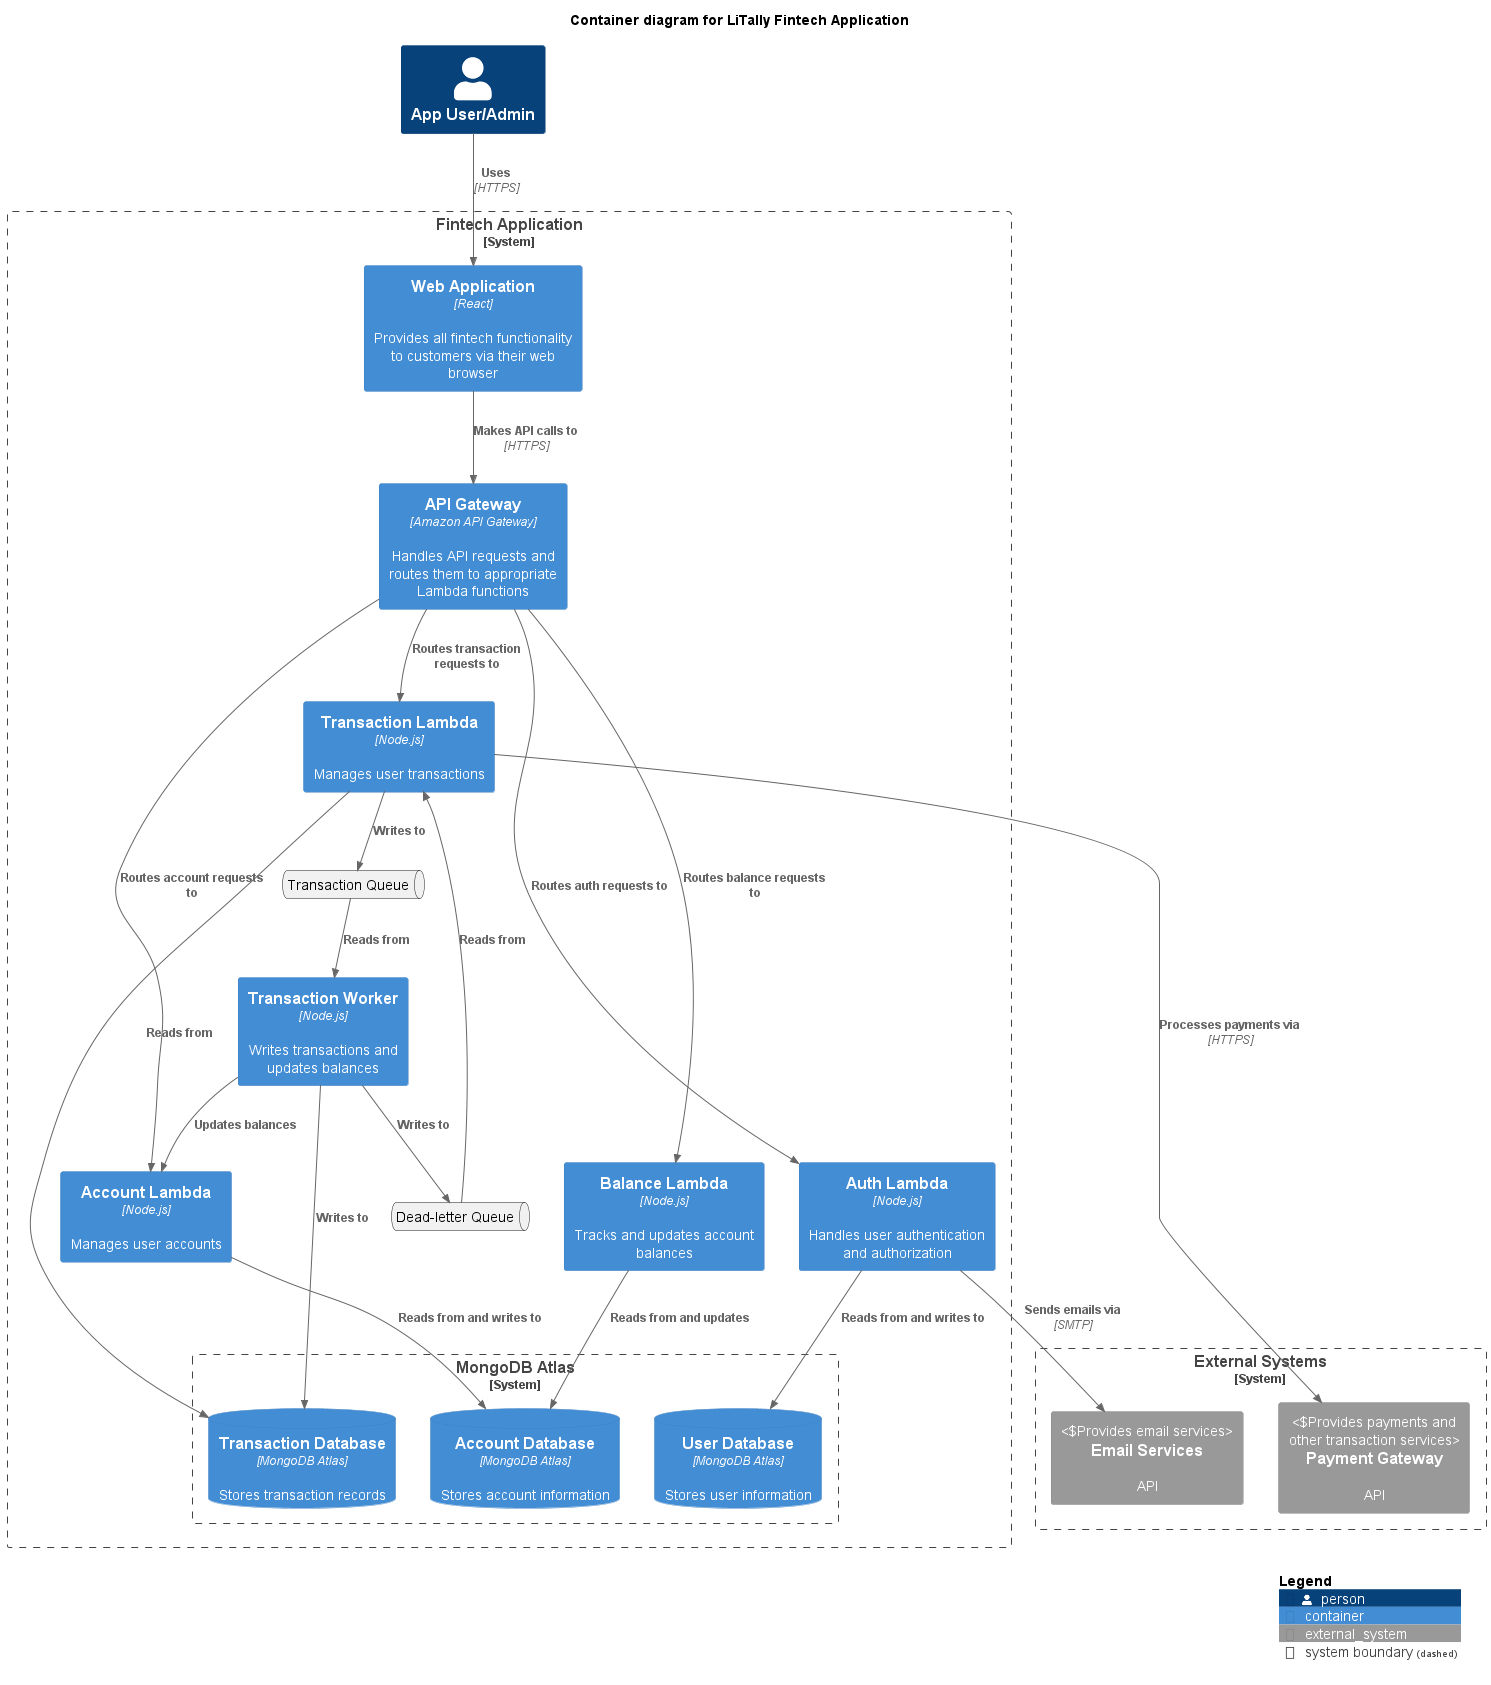 Container diagram for LiTally Fintech Application
App User/Admin
Uses
[HTTPS]
Fintech Application
[System]
Web Application
[React]
Provides all fintech functionality
to customers via their web
browser
Makes API calls to
[HTTPS]
API Gateway
[Amazon API Gateway]
Handles API requests and
routes them to appropriate
Lambda functions
Routes transaction
requests to
Transaction Lambda
[Node.js]
Manages user transactions
Writes to
Routes account requests
to
Transaction Queue
Routes auth requests to
Routes balance requests
to
Reads from
Reads from
Transaction Worker
[Node.js]
Writes transactions and
updates balances
Reads from
Processes payments via
[HTTPS]
Updates balances
Writes to
Account Lambda
[Node.js]
Manages user accounts
Writes to
Dead-letter Queue
Balance Lambda
[Node.js]
Tracks and updates account
balances
Auth Lambda
[Node.js]
Handles user authentication
and authorization
Reads from and writes to
Reads from and updates
Reads from and writes to
Sends emails via
[SMTP]
MongoDB Atlas
[System]
Transaction Database
[MongoDB Atlas]
Stores transaction records
Account Database
[MongoDB Atlas]
Stores account information
User Database
[MongoDB Atlas]
Stores user information
External Systems
[System]
<$Provides email services>
Email Services
API
<$Provides payments and
other transaction services>
Payment Gateway
API
Legend
person
container
external_system
system boundary (dashed)